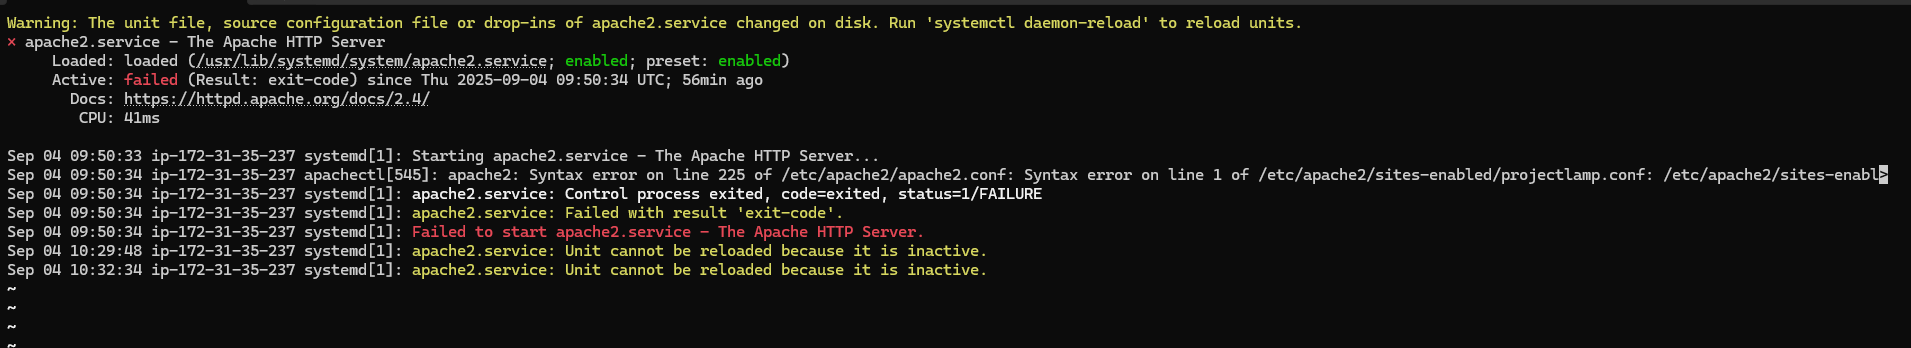 Warning: The unit file, source configuration file or drop-ins of apache2.service changed on disk. Run 'systemctl daemon-reload' to reload units.
× apache2.service - The Apache HTTP Server
     Loaded: loaded (/usr/lib/systemd/system/apache2.service; enabled; preset: enabled)
     Active: failed (Result: exit-code) since Thu 2025-09-04 09:50:34 UTC; 56min ago
       Docs: https://httpd.apache.org/docs/2.4/
        CPU: 41ms

Sep 04 09:50:33 ip-172-31-35-237 systemd[1]: Starting apache2.service - The Apache HTTP Server...
Sep 04 09:50:34 ip-172-31-35-237 apachectl[545]: apache2: Syntax error on line 225 of /etc/apache2/apache2.conf: Syntax error on line 1 of /etc/apache2/sites-enabled/projectlamp.conf: /etc/apache2/sites-enabl>
Sep 04 09:50:34 ip-172-31-35-237 systemd[1]: apache2.service: Control process exited, code=exited, status=1/FAILURE
Sep 04 09:50:34 ip-172-31-35-237 systemd[1]: apache2.service: Failed with result 'exit-code'.
Sep 04 09:50:34 ip-172-31-35-237 systemd[1]: Failed to start apache2.service - The Apache HTTP Server.
Sep 04 10:29:48 ip-172-31-35-237 systemd[1]: apache2.service: Unit cannot be reloaded because it is inactive.
Sep 04 10:32:34 ip-172-31-35-237 systemd[1]: apache2.service: Unit cannot be reloaded because it is inactive.
~
~
~
~